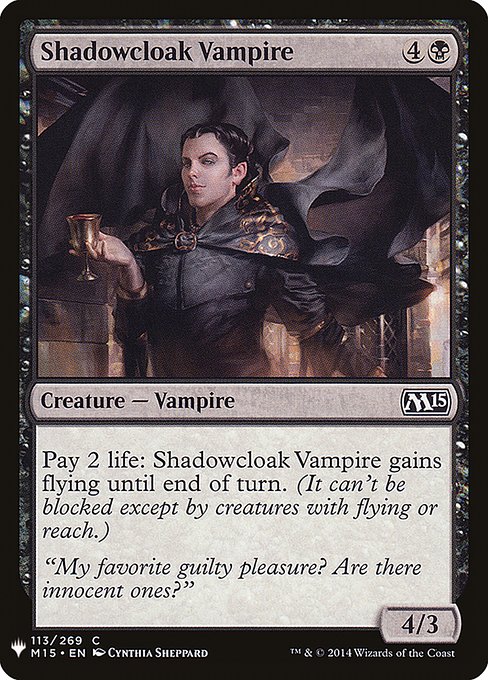 Shadowcloak Vampire 4
Creature — Vampire
M15
Pay 2 life: Shadowcloak Vampire gains
flying until end of turn. (It can't be
blocked except by creatures with flying or
reach.)
“My favorite guilty pleasure? Are there
innocent ones?”
4/3
113/269 C
M15 • EN Cynthia Sheppard
™ & © 2014 Wizards of the Coast